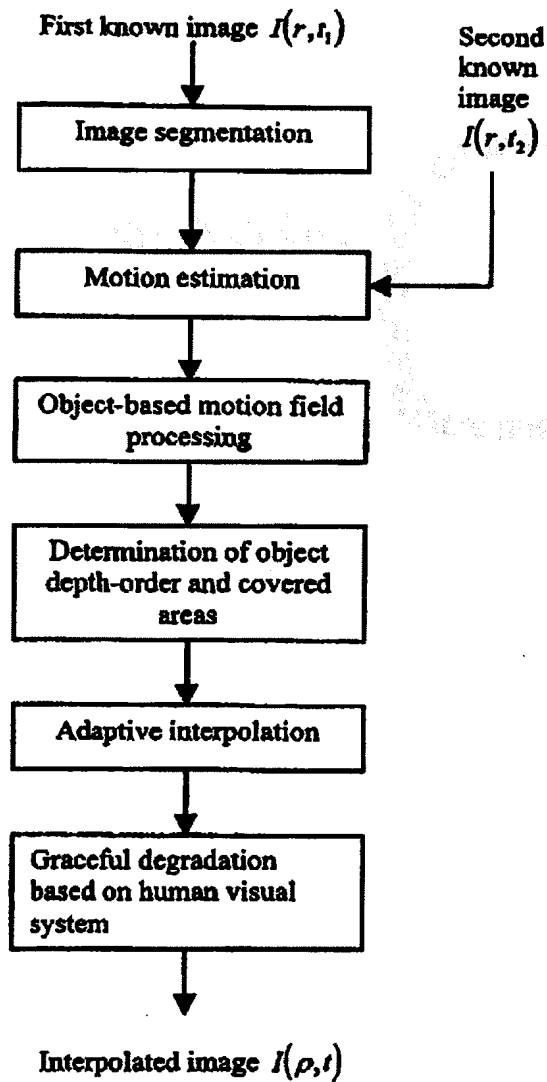 First known image I(r,t₁)
Second
known
image
I(r,t₂)
Image segmentation
Motion estimation
Object-based motion field
processing
Determination of object
depth-order and covered
areas
Adaptive interpolation
Graceful degradation
based on human visual
system
Interpolated image I(ρ,t)